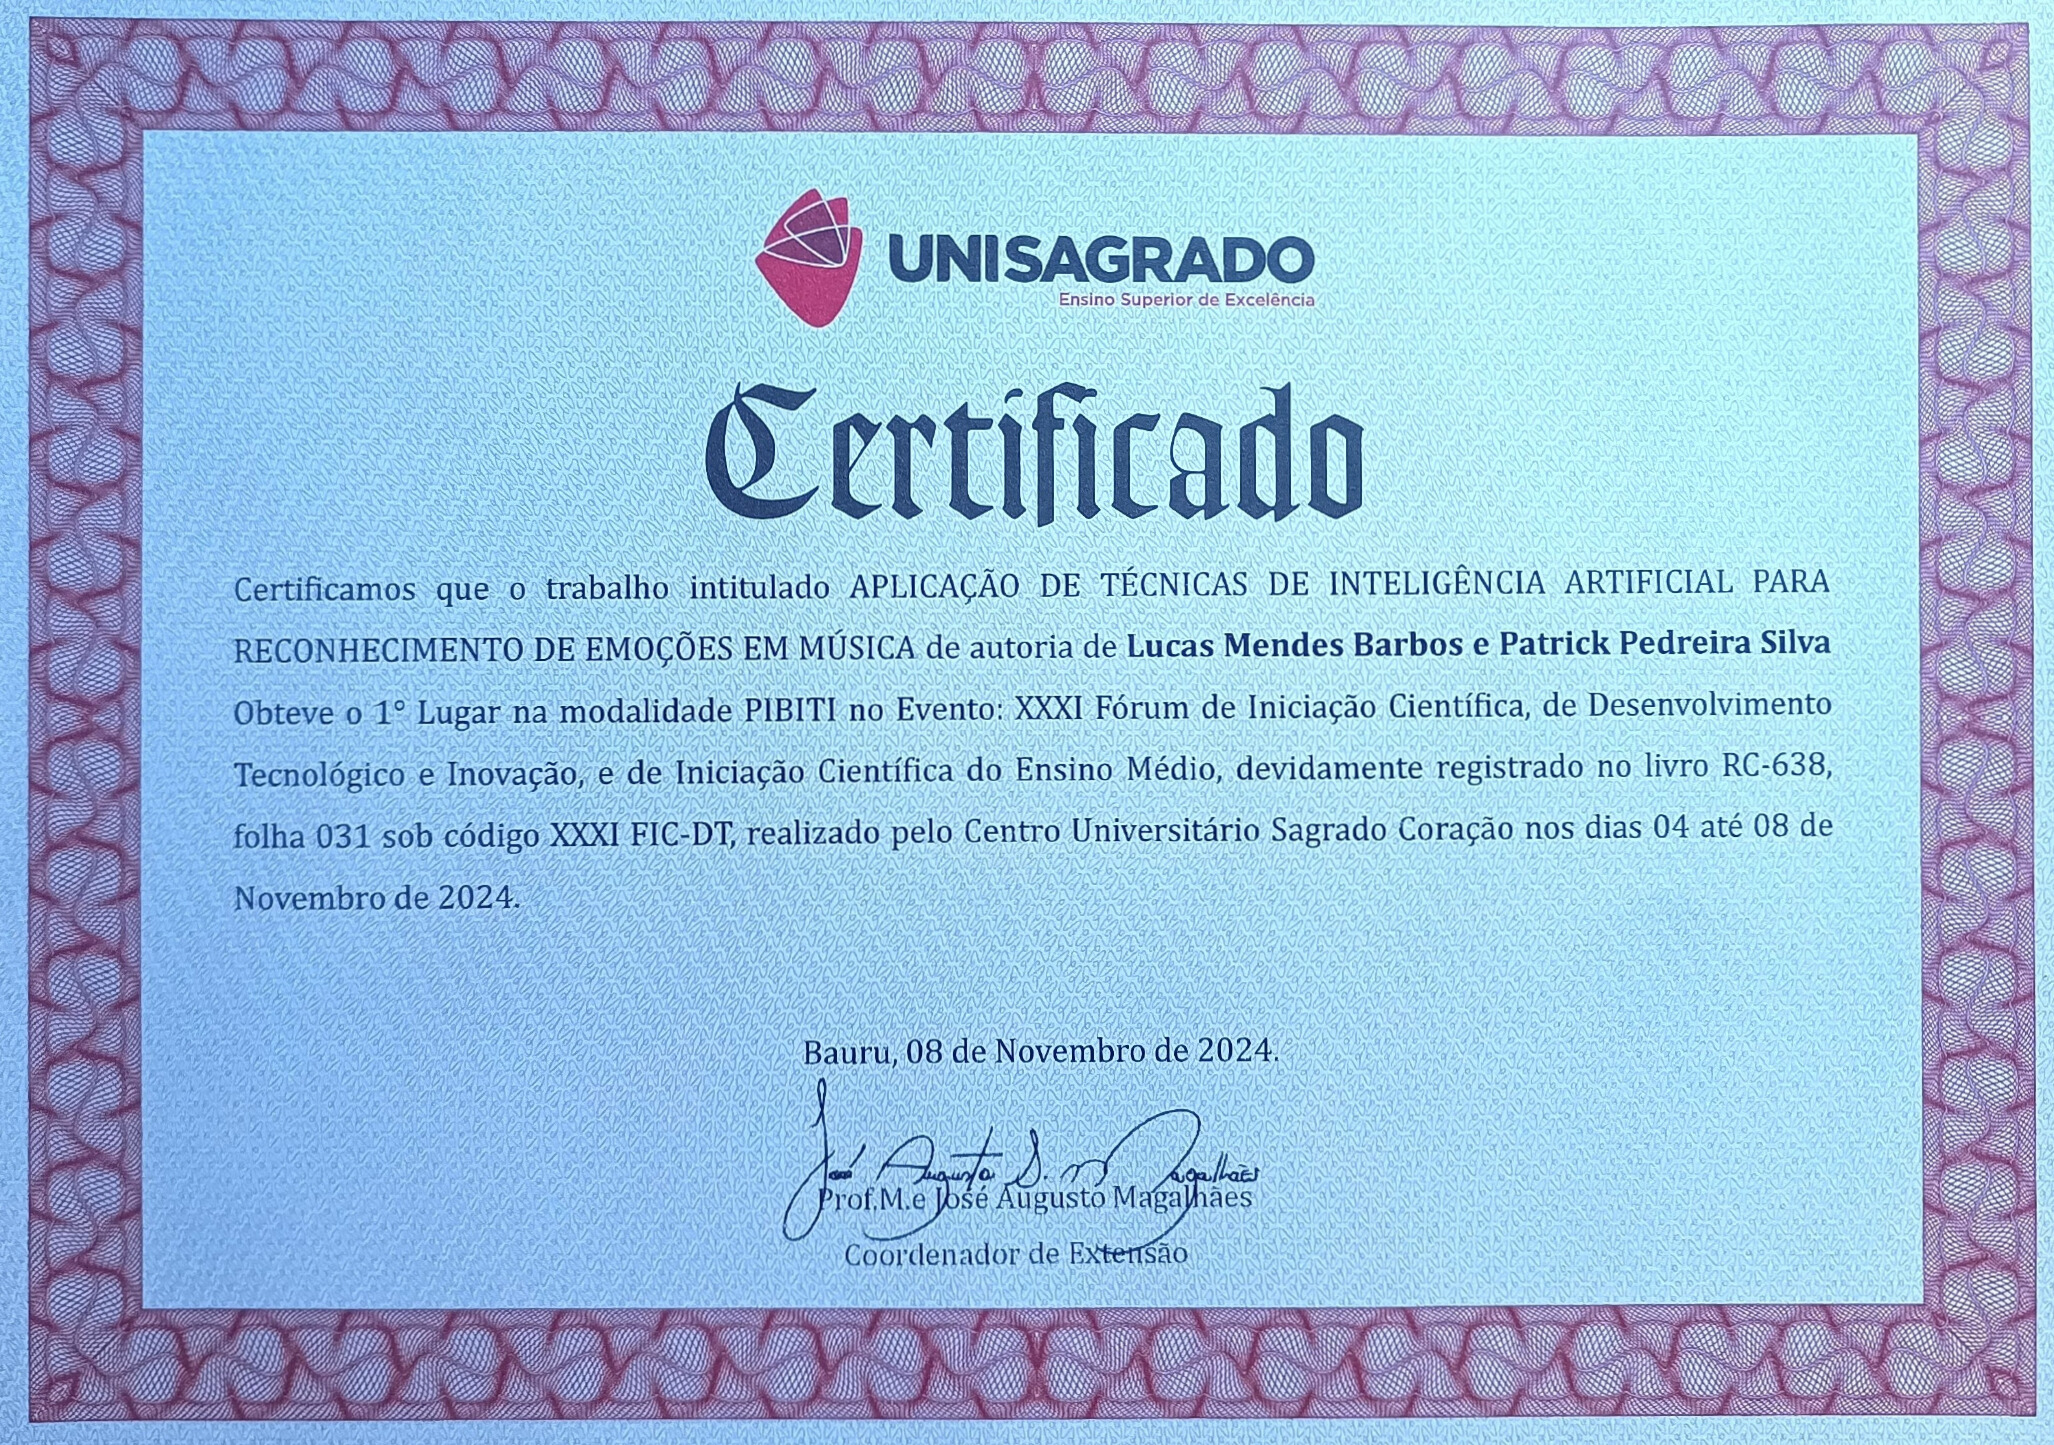 UNISAGRADO
Ensino Superior de Excelência
Certificado
Certificamos que o trabalho intitulado APLICAÇÃO DE TÉCNICAS DE INTELIGÊNCIA ARTIFICIAL PARA
RECONHECIMENTO DE EMOÇÕES EM MÚSICA de autoria de Lucas Mendes Barbos e Patrick Pedreira Silva
Obteve o 1° Lugar na modalidade PIBITI no Evento: XXXI Fórum de Iniciação Científica, de Desenvolvimento
Tecnológico e Inovação, e de Iniciação Científica do Ensino Médio, devidamente registrado no livro RC-638,
folha 031 sob código XXXI FIC-DT, realizado pelo Centro Universitário Sagrado Coração nos dias 04 até 08 de
Novembro de 2024.
Bauru, 08 de Novembro de 2024.
José Augusto S. M. Magalhães
Prof.M.e José Augusto Magalhães
Coordenador de Extensão